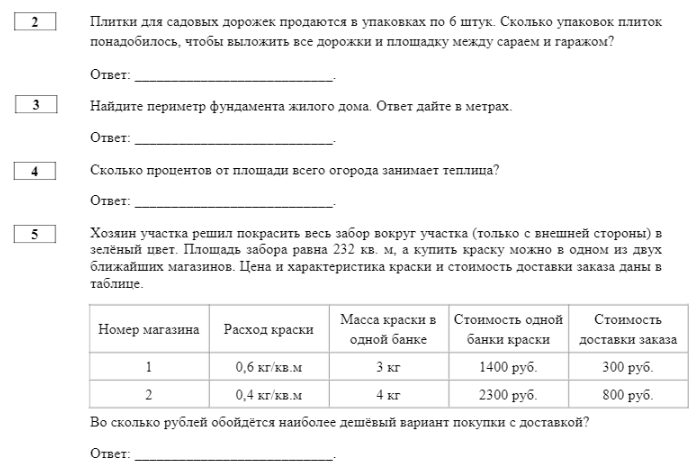 2
Плитки для садовых дорожек продаются в упаковках по 6 штук. Сколько упаковок плиток
понадобилось, чтобы выложить все дорожки и площадку между сараем и гаражом?
Ответ: ___________________________.
3
Найдите периметр фундамента жилого дома. Ответ дайте в метрах.
Ответ: ___________________________.
4
Сколько процентов от площади всего огорода занимает теплица?
Ответ: ___________________________.
5
Хозяин участка решил покрасить весь забор вокруг участка (только с внешней стороны) в
зелёный цвет. Площадь забора равна 232 кв. м, а купить краску можно в одном из двух
ближайших магазинов. Цена и характеристика краски и стоимость доставки заказа даны в
таблице.
Номер магазина Расход краски Масса краски в одной банке Стоимость одной банки краски Стоимость доставки заказа
1 0,6 кг/кв.м 3 кг 1400 руб. 300 руб.
2 0,4 кг/кв.м 4 кг 2300 руб. 800 руб.
Во сколько рублей обойдётся наиболее дешёвый вариант покупки с доставкой?
Ответ: ___________________________.